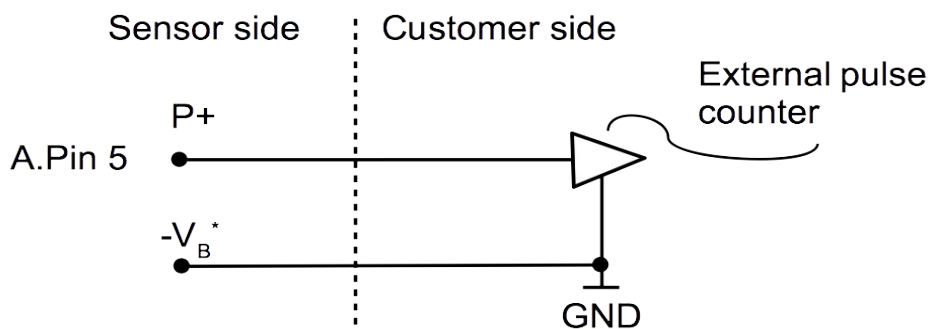 Sensor side
Customer side
External pulse
counter
P+
A.Pin 5
-VB*
GND